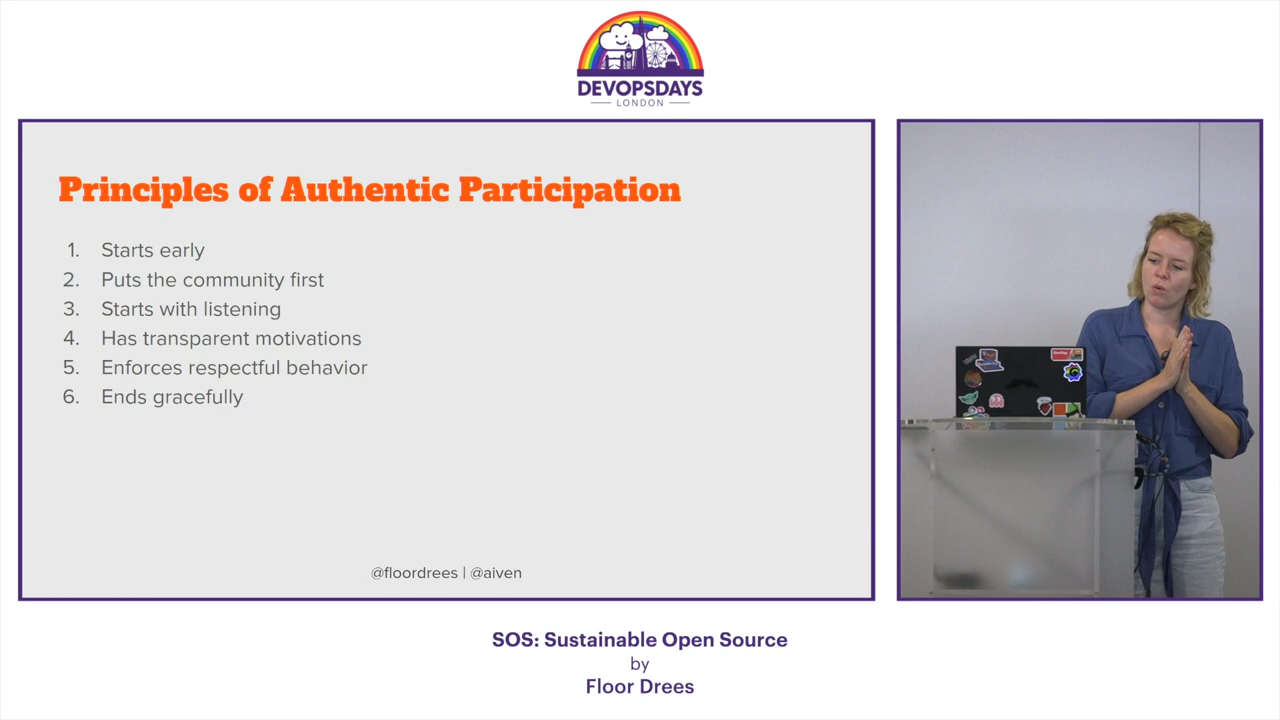 DEVOPSDAYS
LONDON
Principles of Authentic Participation
1. Starts early
2. Puts the community first
3. Starts with listening
4. Has transparent motivations
5. Enforces respectful behavior
6. Ends gracefully
@floordrees | @aiven
SOS: Sustainable Open Source
by
Floor Drees